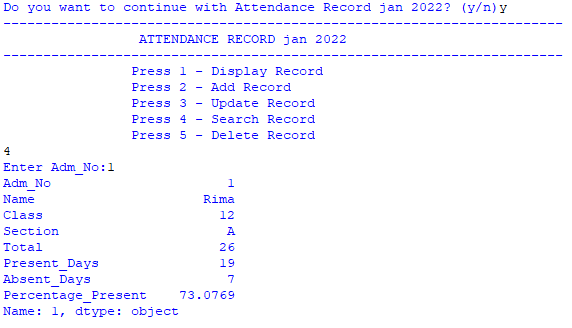 Do you want to continue with Attendance Record jan 2022? (y/n)y
----------------------------------------------------------------------
ATTENDANCE RECORD jan 2022
----------------------------------------------------------------------
Press 1 - Display Record
Press 2 - Add Record
Press 3 - Update Record
Press 4 - Search Record
Press 5 - Delete Record
4
Enter Adm_No:1
Adm_No 1
Name Rima
Class 12
Section A
Total 26
Present_Days 19
Absent_Days 7
Percentage_Present 73.0769
Name: 1, dtype: object